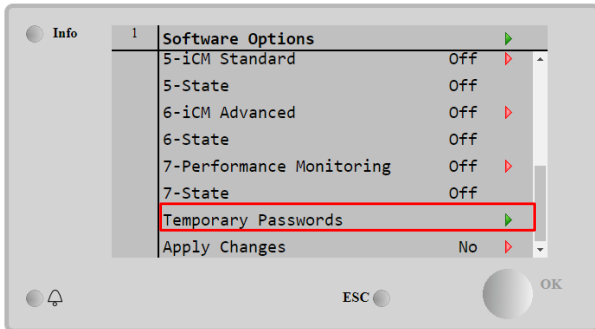 Info
1 Software Options
5-iCM Standard Off
5-State Off
6-iCM Advanced Off
6-State Off
7-Performance Monitoring Off
7-State Off
Temporary Passwords
Apply Changes No
ESC
OK